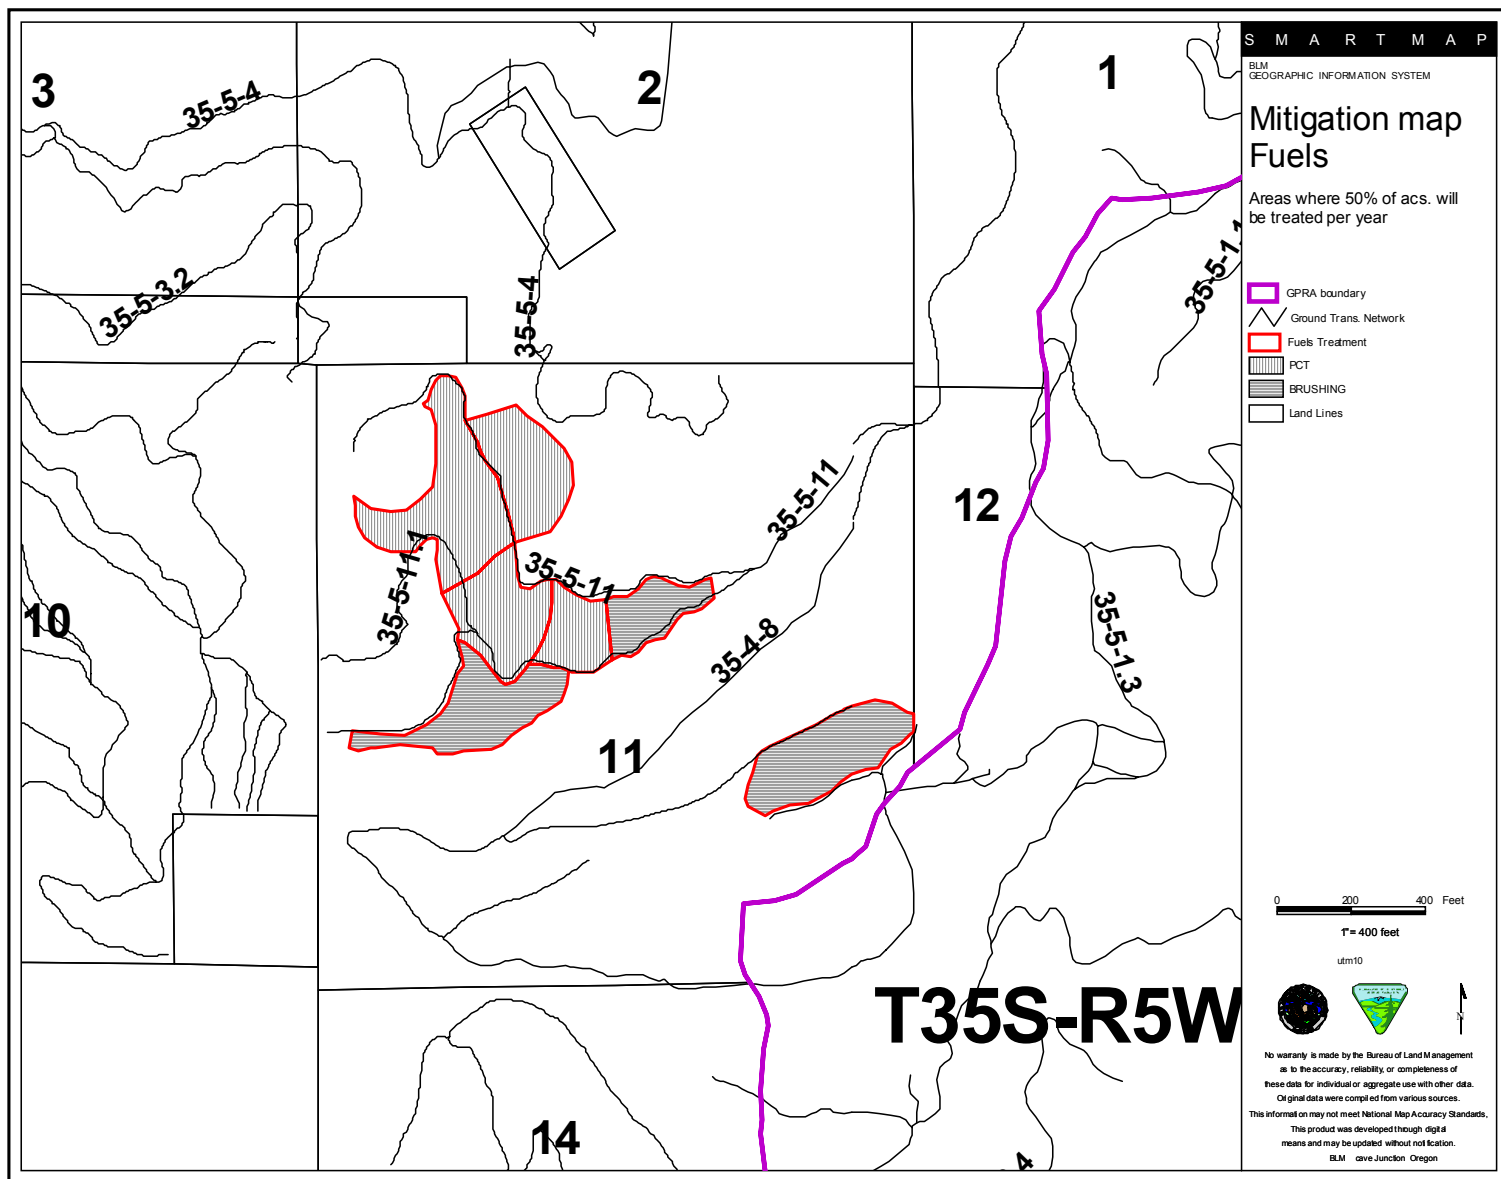 S M A R T M A P
BLM
GEOGRAPHIC INFORMATION SYSTEM
Mitigation map
Fuels
Areas where 50% of acs. will
be treated per year
GPRA boundary
Ground Trans. Network
Fuels Treatment
PCT
BRUSHING
Land Lines
0 200 400 Feet
1"= 400 feet
utm10
N
No warranty is made by the Bureau of Land Management
as to the accuracy, reliability, or completeness of
these data for individual or aggregate use with other data.
Original data were compiled from various sources.
This information may not meet National Map Accuracy Standards,
This product was developed through digital
means and may be updated without notification.
BLM cave Junction Oregon
3
2
1
35-5-4
35-5-3.2
35-5-4
35-5-1.1
12
35-5-11
35-5-11
35-5-11.1
10
35-4-8
35-5-1.3
11
T35S-R5W
14
4